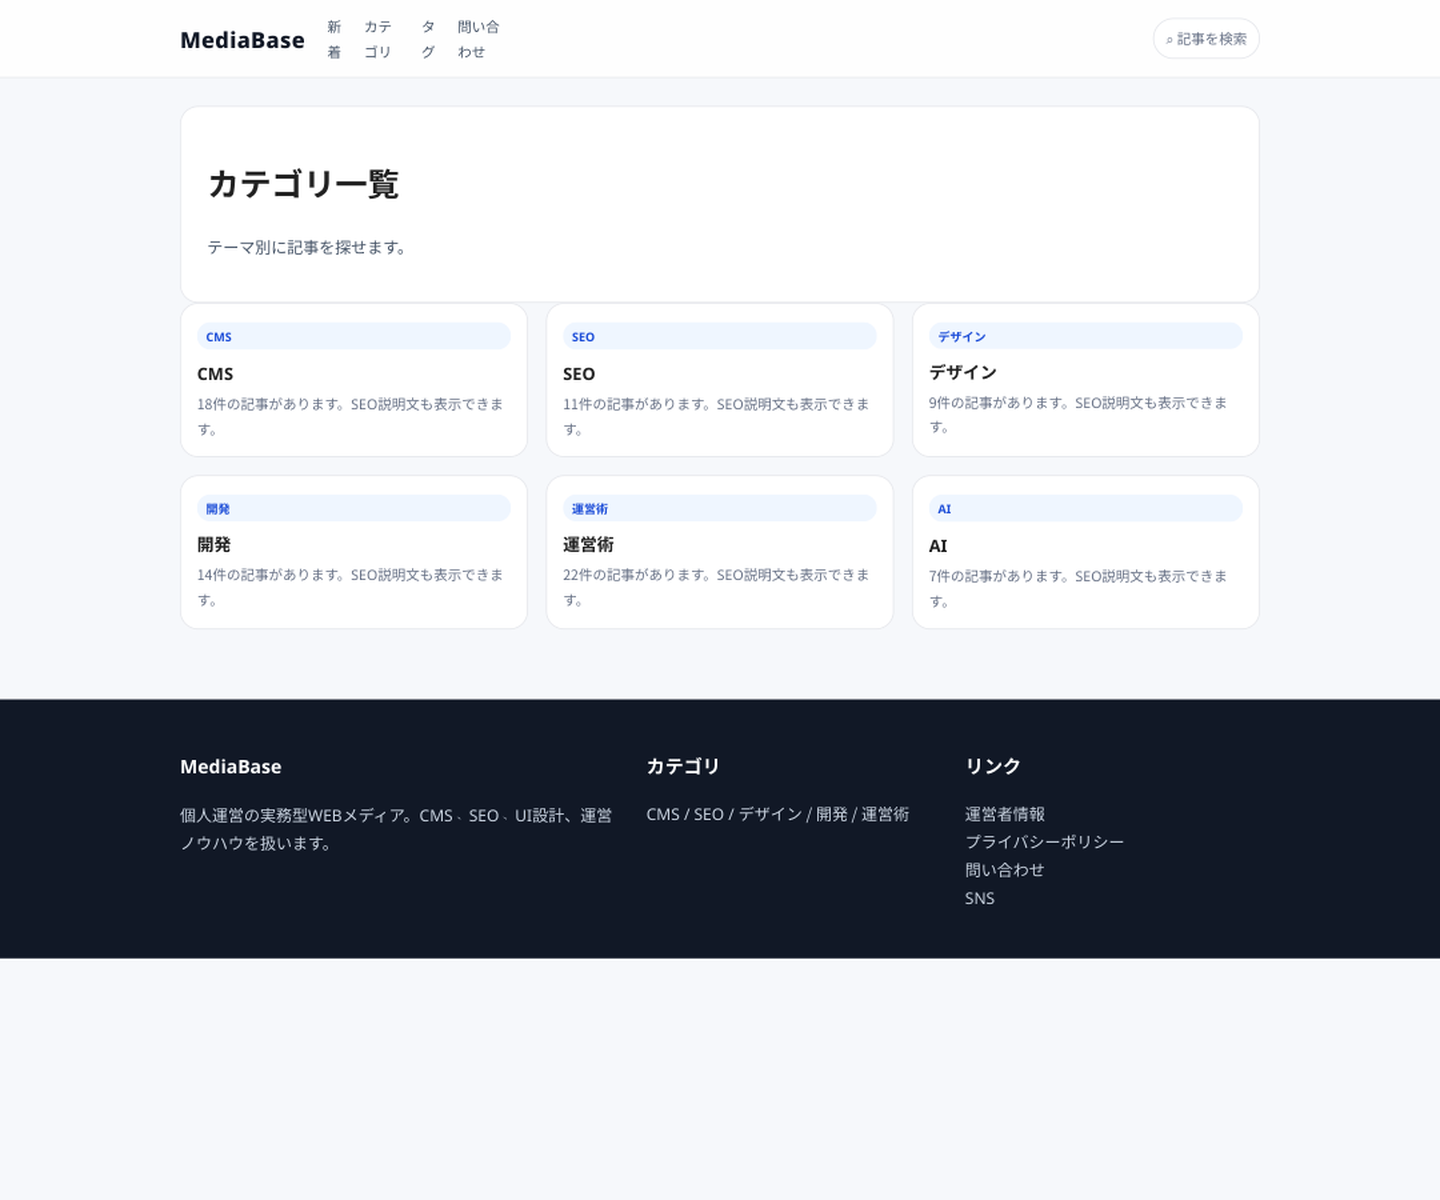 MediaBase
新着
カテゴリ
タグ
問い合わせ
⌕ 記事を検索
カテゴリ一覧
テーマ別に記事を探せます。
CMS
CMS
18件の記事があります。SEO説明文も表示できま
す。
SEO
SEO
11件の記事があります。SEO説明文も表示できま
す。
デザイン
デザイン
9件の記事があります。SEO説明文も表示できま
す。
開発
開発
14件の記事があります。SEO説明文も表示できま
す。
運営術
運営術
22件の記事があります。SEO説明文も表示できま
す。
AI
AI
7件の記事があります。SEO説明文も表示できま
す。
MediaBase
個人運営の実務型WEBメディア。CMS、SEO、UI設計、運営
ノウハウを扱います。
カテゴリ
CMS / SEO / デザイン / 開発 / 運営術
リンク
運営者情報
プライバシーポリシー
問い合わせ
SNS